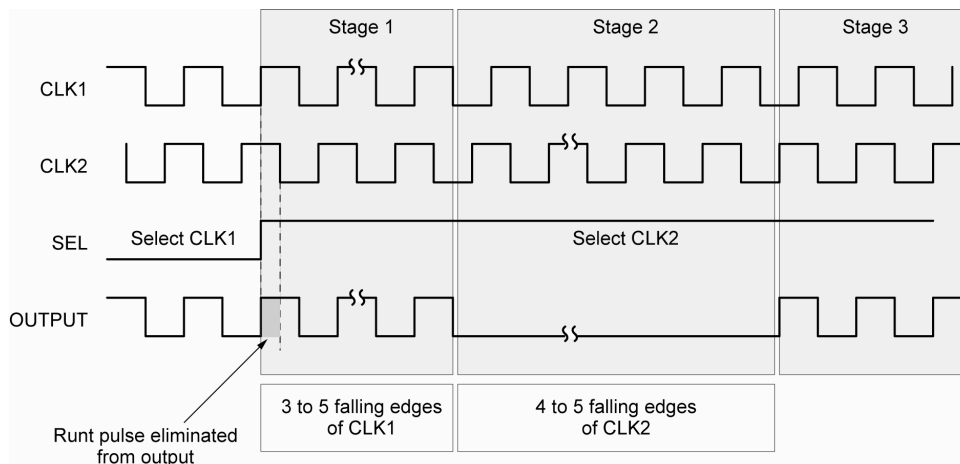 Stage 1
Stage 2
Stage 3
CLK1
CLK2
SEL
Select CLK1
Select CLK2
OUTPUT
3 to 5 falling edges
of CLK1
4 to 5 falling edges
of CLK2
Runt pulse eliminated
from output